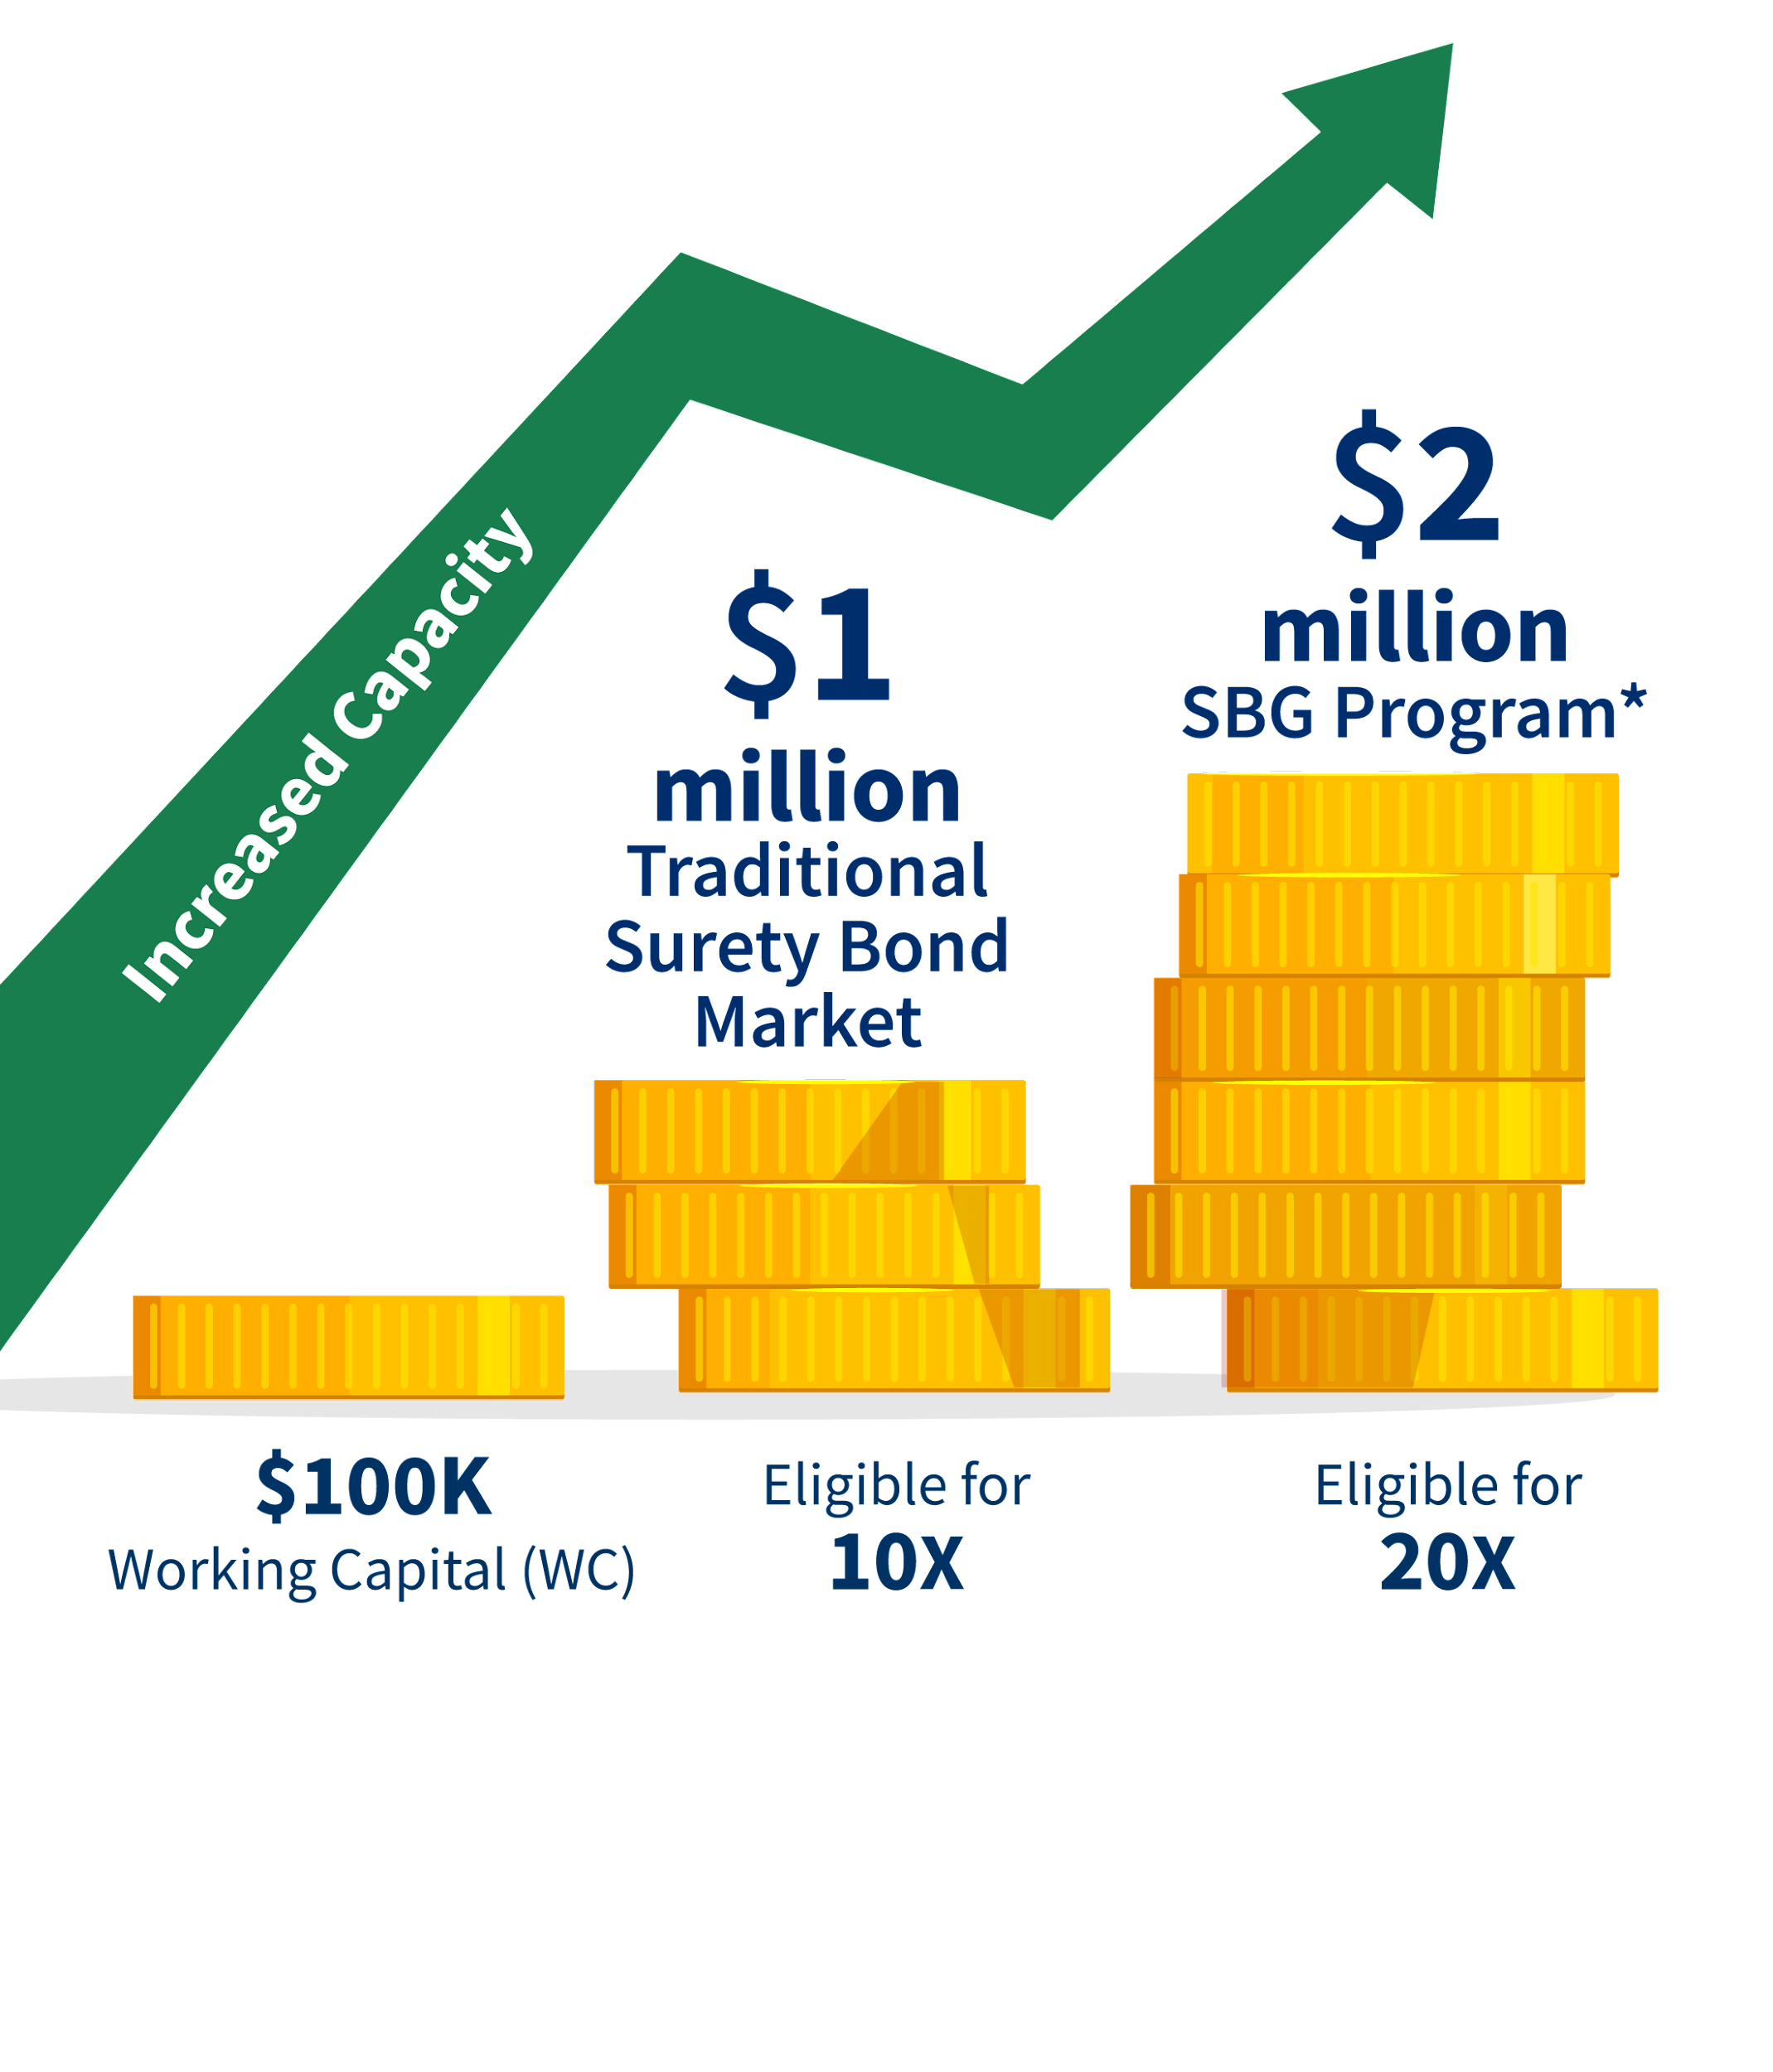 Increased Capacity
$1
million
Traditional
Surety Bond
Market
$2
million
SBG Program*
$100K
Working Capital (WC)
Eligible for
10X
Eligible for
20X